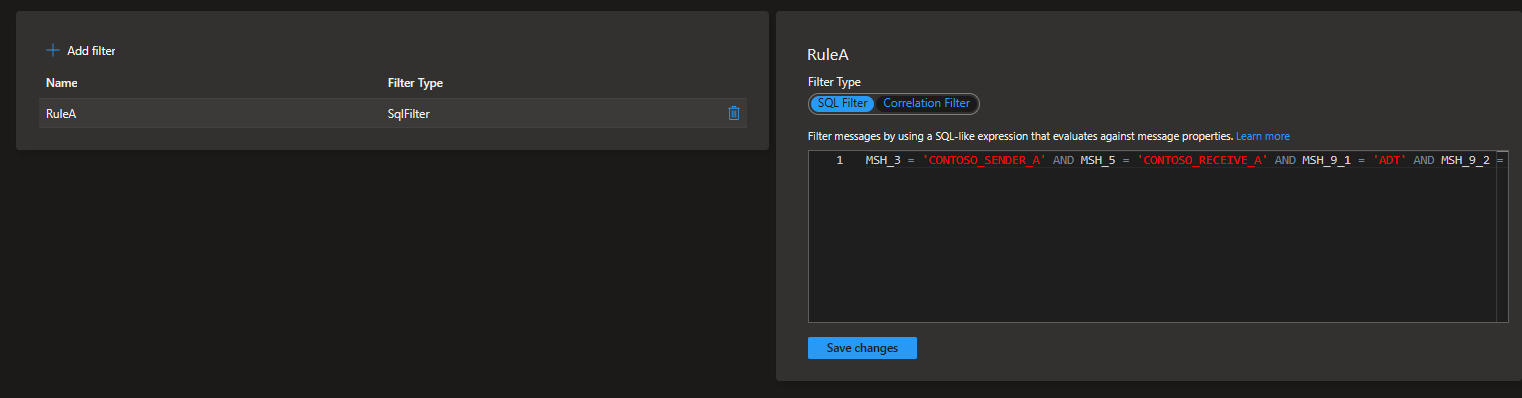 Add filter
Name Filter Type
RuleA SqlFilter
RuleA
Filter Type
SQL Filter Correlation Filter
Filter messages by using a SQL-like expression that evaluates against message properties. Learn more
1 MSH_3 = 'CONTOSO_SENDER_A' AND MSH_5 = 'CONTOSO_RECEIVE_A' AND MSH_9_1 = 'ADT' AND MSH_9_2 =
Save changes